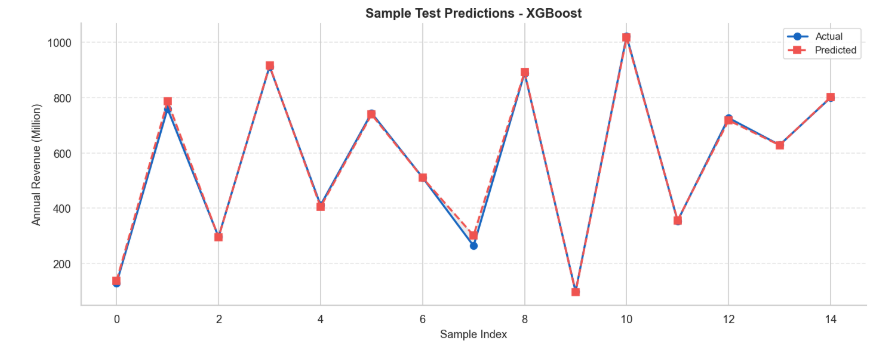 Sample Test Predictions - XGBoost
Actual
Predicted
Annual Revenue (Million)
1000
800
600
400
200
0 2 4 6 8 10 12 14
Sample Index